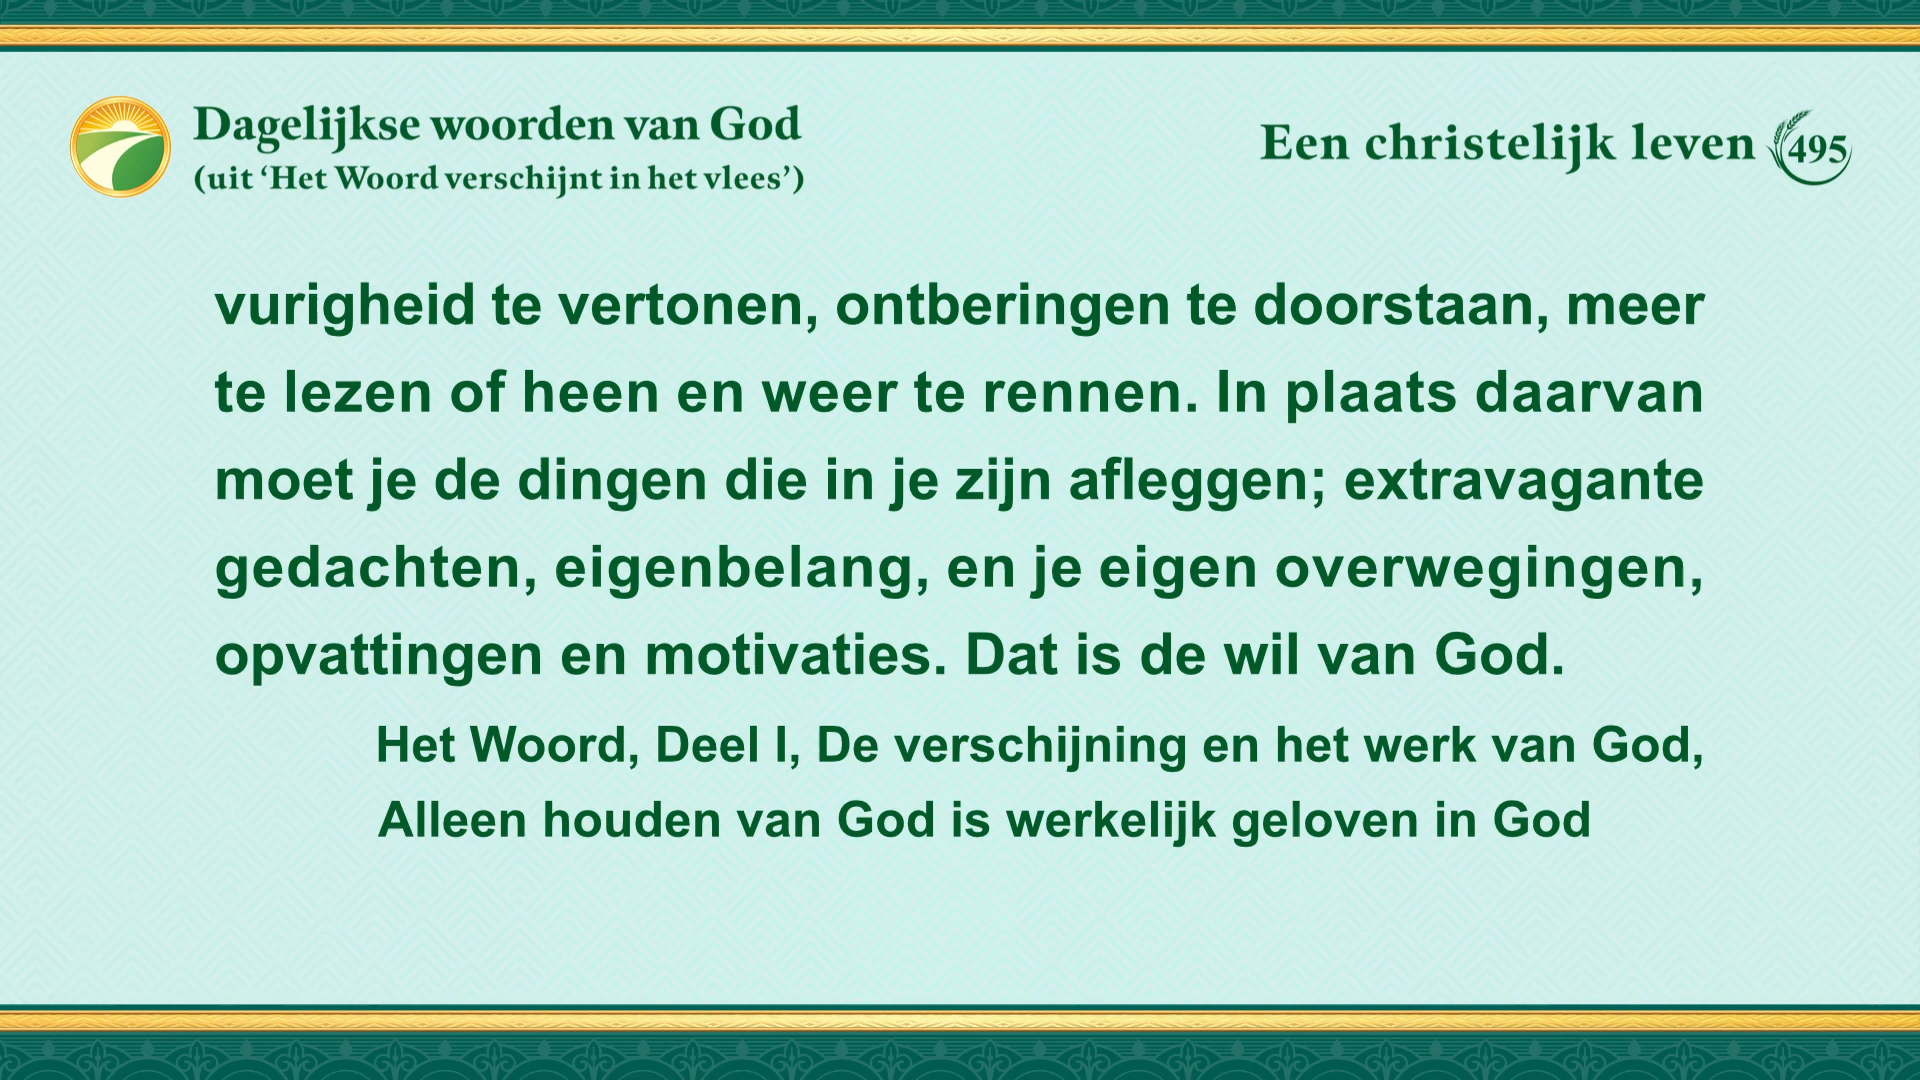 Dagelijkse woorden van God
(uit ‘Het Woord verschijnt in het vlees’)
Een christelijk leven 495
vurigheid te vertonen, ontberingen te doorstaan, meer
te lezen of heen en weer te rennen. In plaats daarvan
moet je de dingen die in je zijn afleggen; extravagante
gedachten, eigenbelang, en je eigen overwegingen,
opvattingen en motivaties. Dat is de wil van God.
Het Woord, Deel I, De verschijning en het werk van God,
Alleen houden van God is werkelijk geloven in God